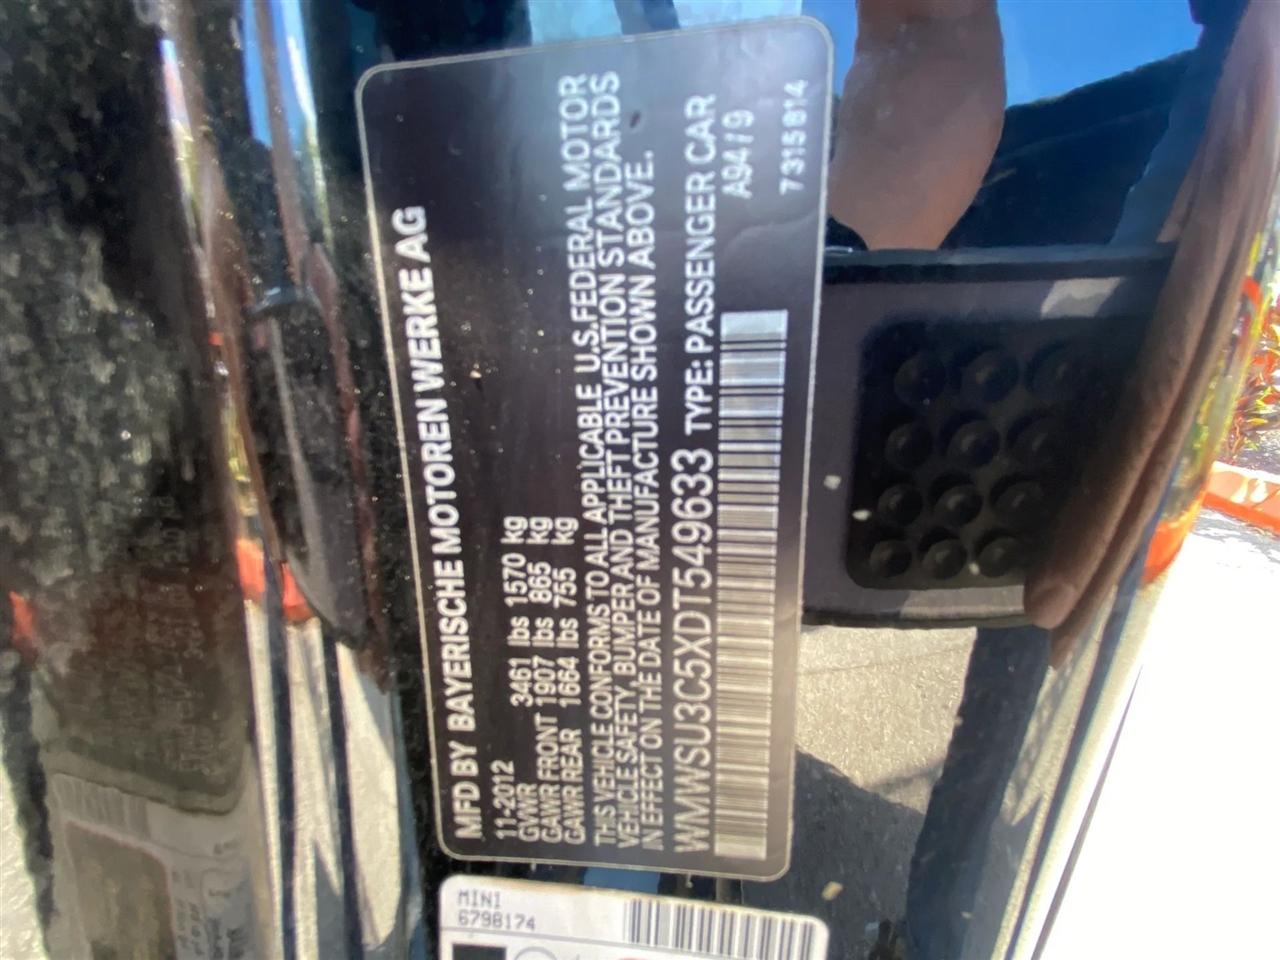 MFD BY BAYERISCHE MOTOREN WERKE AG
11-2012
GVWR 3461 lbs 1570 kg
GAWR FRONT 1907 lbs 865 kg
GAWR REAR 1664 lbs 755 kg
THIS VEHICLE CONFORMS TO ALL APPLICABLE U.S.FEDERAL MOTOR
VEHICLE SAFETY, BUMPER AND THEFT PREVENTION STANDARDS
IN EFFECT ON THE DATE OF MANUFACTURE SHOWN ABOVE.
WMWSU3C5XDT549633 TYPE: PASSENGER CAR
A94/9
7315814
MINI
6798174